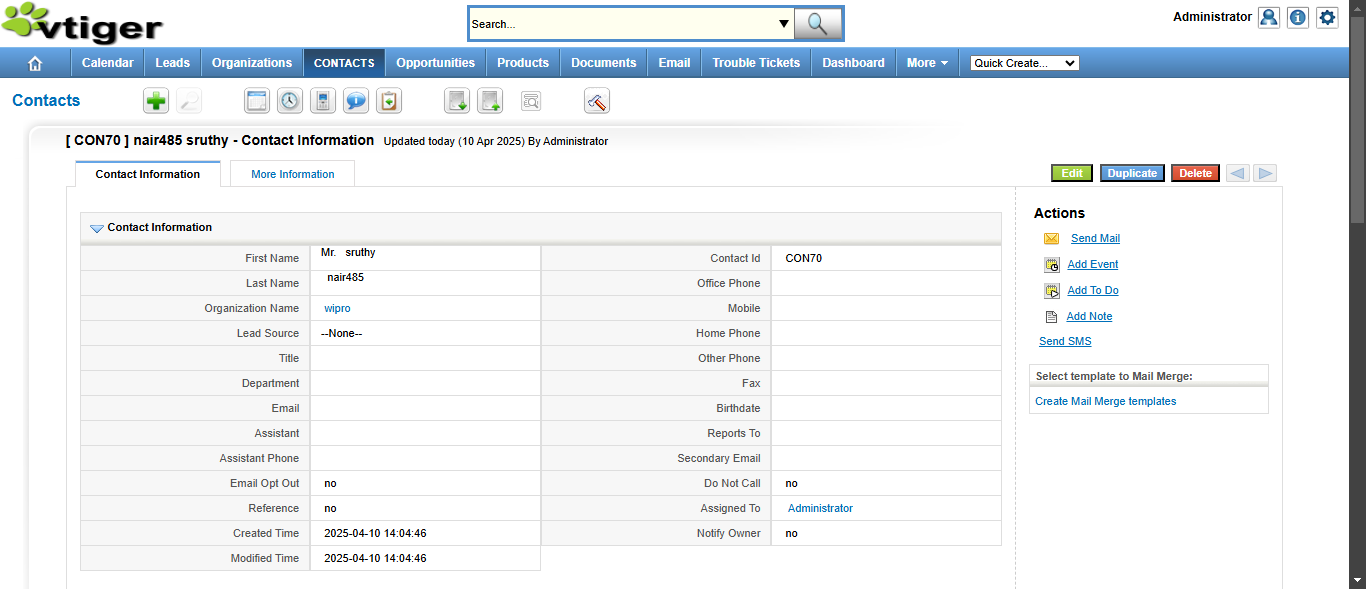 vtiger
Search...
Administrator
Calendar Leads Organizations CONTACTS Opportunities Products Documents Email Trouble Tickets Dashboard More Quick Create...
Contacts
[ CON70 ] nair485 sruthy - Contact Information Updated today (10 Apr 2025) By Administrator
Contact Information More Information
Edit Duplicate Delete
Contact Information
First Name Mr. sruthy Contact Id CON70
Last Name nair485 Office Phone
Organization Name wipro Mobile
Lead Source --None-- Home Phone
Title Other Phone
Department Fax
Email Birthdate
Assistant Reports To
Assistant Phone Secondary Email
Email Opt Out no Do Not Call no
Reference no Assigned To Administrator
Created Time 2025-04-10 14:04:46 Notify Owner no
Modified Time 2025-04-10 14:04:46
Actions
Send Mail
Add Event
Add To Do
Add Note
Send SMS
Select template to Mail Merge:
Create Mail Merge templates